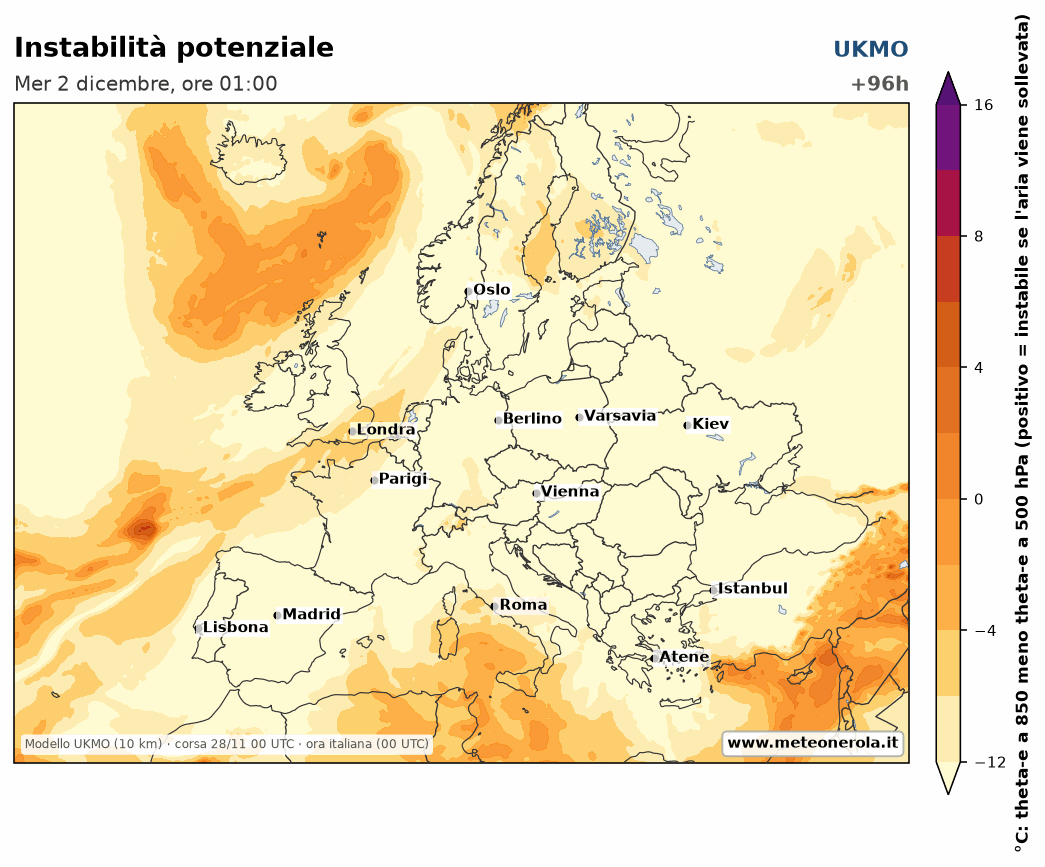 Instabilità potenziale
UKMO
Mer 2 dicembre, ore 01:00
+96h
Oslo
Berlino
Varsavia
Kiev
Londra
Parigi
Vienna
Istanbul
Roma
Madrid
Lisbona
Atene
Modello UKMO (10 km) · corsa 28/11 00 UTC · ora italiana (00 UTC)
www.meteonerola.it
16
8
4
0
−4
−12
°C: theta-e a 850 meno theta-e a 500 hPa (positivo = instabile se l'aria viene sollevata)